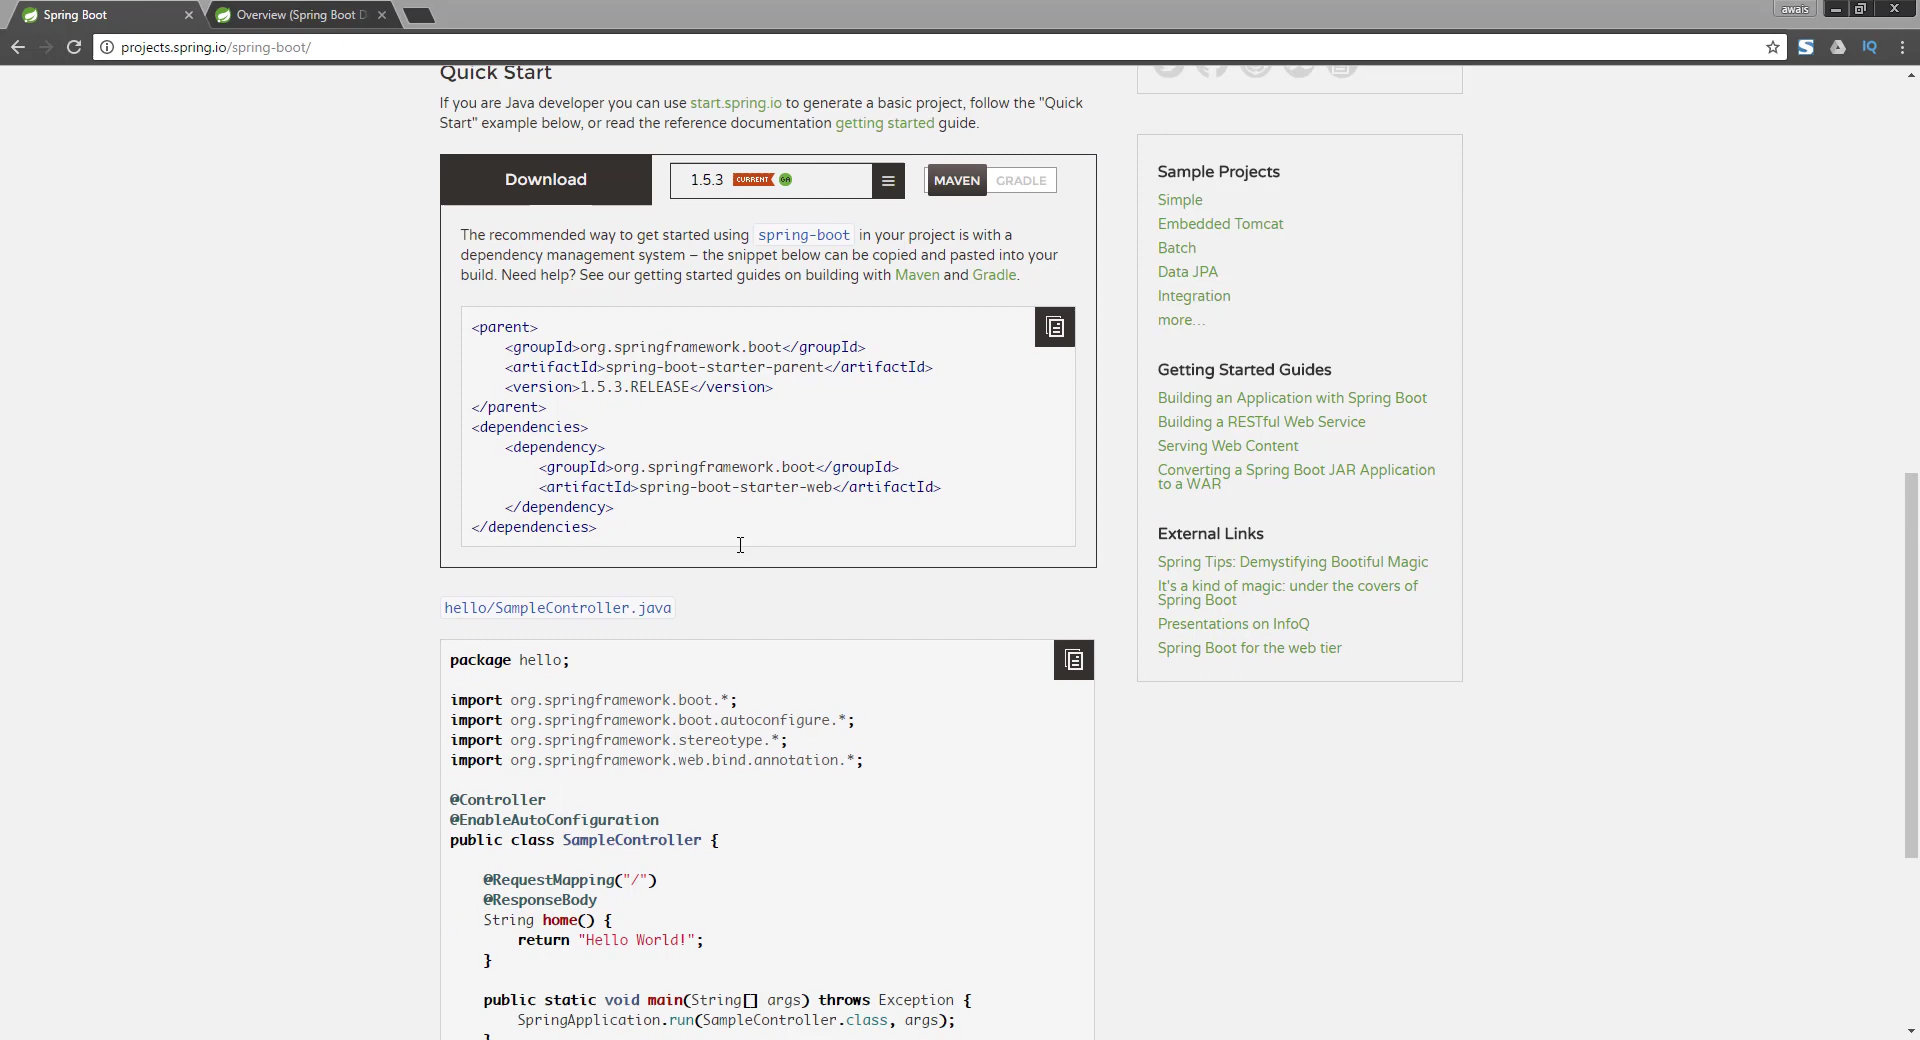 Spring Boot
Overview (Spring Boot D
awais
projects.spring.io/spring-boot/
IQ
Quick Start
If you are Java developer you can use start.spring.io to generate a basic project, follow the "Quick
Start" example below, or read the reference documentation getting started guide.
Download
1.5.3 CURRENT GA
MAVEN GRADLE
The recommended way to get started using spring-boot in your project is with a
dependency management system – the snippet below can be copied and pasted into your
build. Need help? See our getting started guides on building with Maven and Gradle.
<parent>
    <groupId>org.springframework.boot</groupId>
    <artifactId>spring-boot-starter-parent</artifactId>
    <version>1.5.3.RELEASE</version>
</parent>
<dependencies>
    <dependency>
        <groupId>org.springframework.boot</groupId>
        <artifactId>spring-boot-starter-web</artifactId>
    </dependency>
</dependencies>
hello/SampleController.java
package hello;
import org.springframework.boot.*;
import org.springframework.boot.autoconfigure.*;
import org.springframework.stereotype.*;
import org.springframework.web.bind.annotation.*;
@Controller
@EnableAutoConfiguration
public class SampleController {
    @RequestMapping("/")
    @ResponseBody
    String home() {
        return "Hello World!";
    }
    public static void main(String[] args) throws Exception {
        SpringApplication.run(SampleController.class, args);
    }
Sample Projects
Simple
Embedded Tomcat
Batch
Data JPA
Integration
more…
Getting Started Guides
Building an Application with Spring Boot
Building a RESTful Web Service
Serving Web Content
Converting a Spring Boot JAR Application
to a WAR
External Links
Spring Tips: Demystifying Bootiful Magic
It's a kind of magic: under the covers of
Spring Boot
Presentations on InfoQ
Spring Boot for the web tier